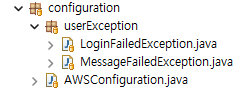 configuration
userException
LoginFailedException.java
MessageFailedException.java
AWSConfiguration.java